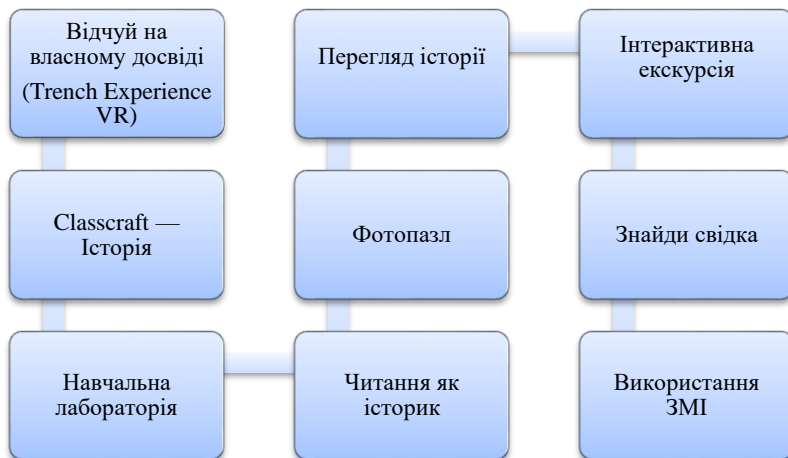 Відчуй на
власному досвіді
(Trench Experience
VR)
Classcraft —
Історія
Навчальна
лабораторія
Читання як
історик
Фотопазл
Перегляд історії
Інтерактивна
екскурсія
Знайди свідка
Використання
ЗМІ